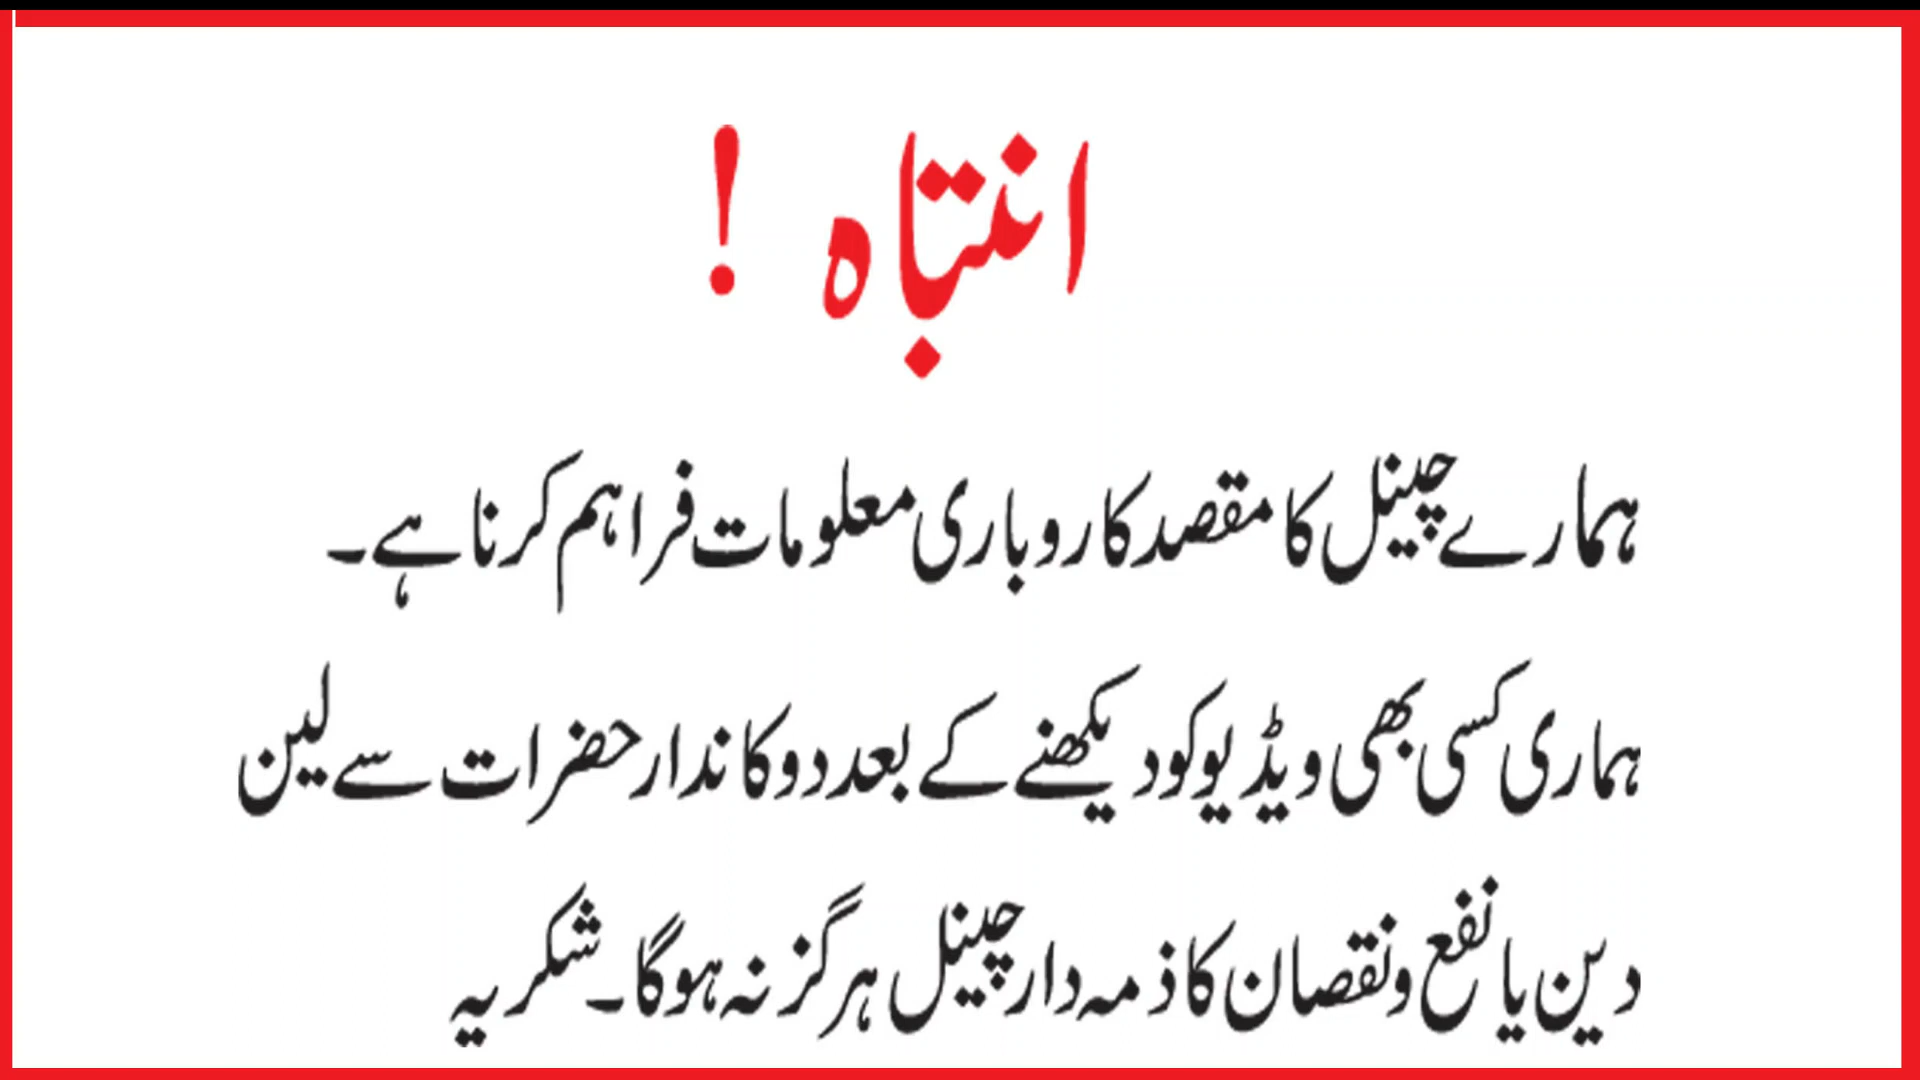 انتباہ !
ہمارے چینل کا مقصد کاروباری معلومات فراہم کرنا ہے۔
ہماری کسی بھی ویڈیو کو دیکھنے کے بعد دوکاندار حضرات سے لین
دین یا نفع و نقصان کا ذمہ دار چینل ہرگز نہ ہوگا۔ شکریہ